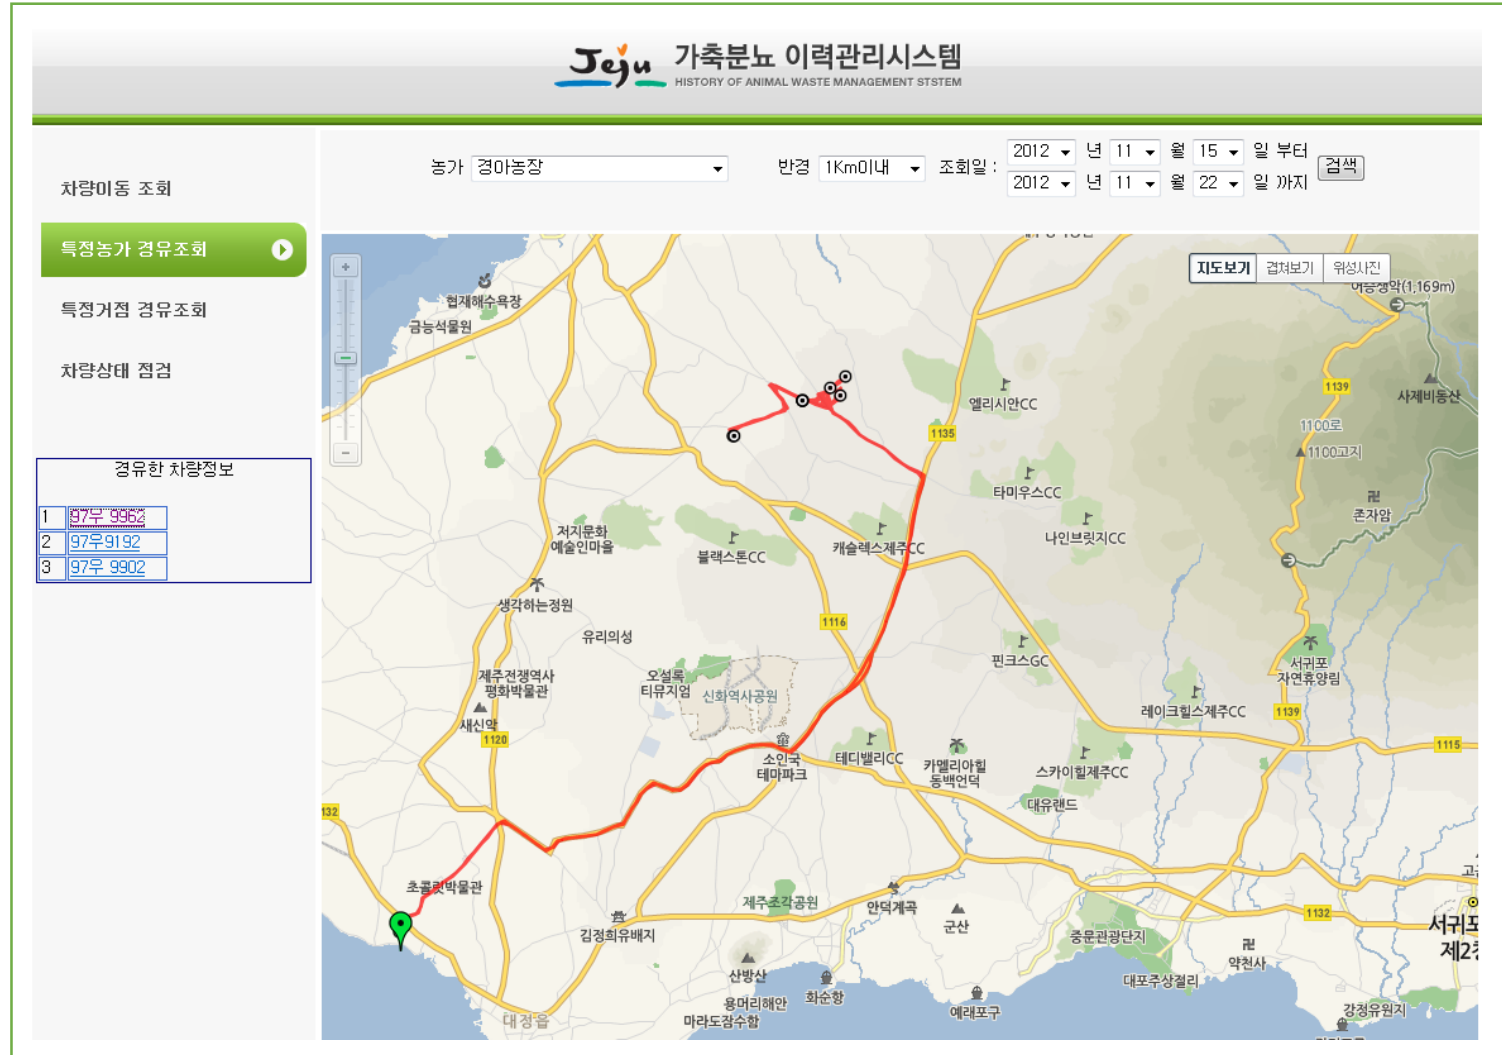 Jeju 가축분뇨 이력관리시스템
HISTORY OF ANIMAL WASTE MANAGEMENT STSTEM
차량이동 조회
특정농가 경유조회
특정거점 경유조회
차량상태 점검
경유한 차량정보
1 97우 9962
2 97우9192
3 97우 9902
농가 경아농장 반경 1Km이내 조회일 :
2012 년 11 월 15 일 부터
2012 년 11 월 22 일 까지
검색
지도보기 겹쳐보기 위성사진
어승생악(1,169m)
협재해수욕장
금능석물원
1139
사제비동산
엘리시안CC
1135
1100로
1100고지
타미우스CC
존자암
저지문화
예술인마을
블랙스톤CC
캐슬렉스제주CC
나인브릿지CC
생각하는정원
1116
유리의성
핀크스GC
서귀포
자연휴양림
제주전쟁역사
평화박물관
오설록
티뮤지엄
신화역사공원
레이크힐스제주CC
1139
새신악
1120
1115
소인국
테마파크
테디밸리CC
카멜리아힐
동백언덕
스카이힐제주CC
대유랜드
132
초콜릿박물관
제주조각공원
안덕계곡
군산
1132
김정희유배지
중문관광단지
약천사
산방산
화순항
대포주상절리
용머리해안
마라도잠수함
예래포구
강정유원지
대정읍